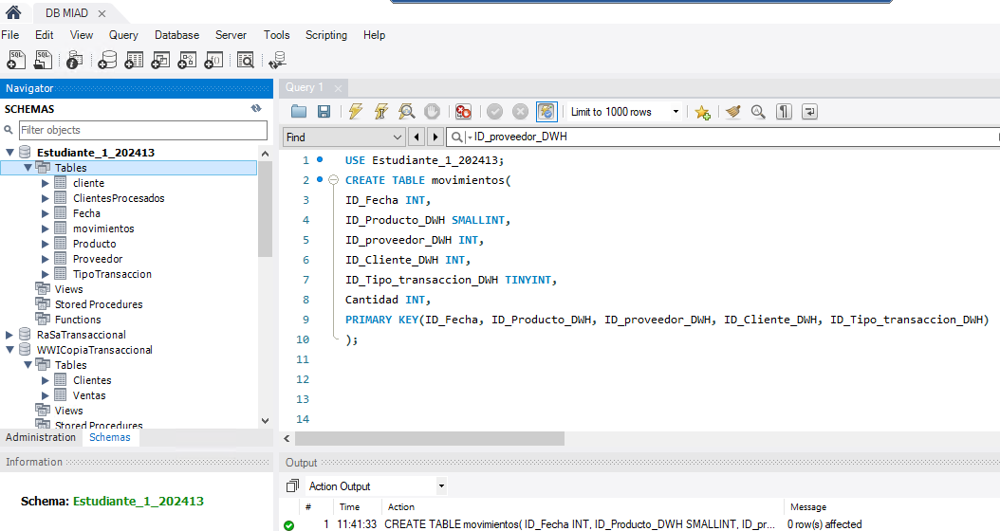 DB MIAD
File Edit View Query Database Server Tools Scripting Help
Navigator
SCHEMAS
Filter objects
Estudiante_1_202413
Tables
cliente
ClientesProcesados
Fecha
movimientos
Producto
Proveedor
TipoTransaccion
Views
Stored Procedures
Functions
RaSaTransaccional
WWICopiaTransaccional
Tables
Clientes
Ventas
Views
Stored Procedures
Administration Schemas
Information
Schema: Estudiante_1_202413
Query 1
Limit to 1000 rows
Find ID_proveedor_DWH
1 USE Estudiante_1_202413;
2 CREATE TABLE movimientos(
3 ID_Fecha INT,
4 ID_Producto_DWH SMALLINT,
5 ID_proveedor_DWH INT,
6 ID_Cliente_DWH INT,
7 ID_Tipo_transaccion_DWH TINYINT,
8 Cantidad INT,
9 PRIMARY KEY(ID_Fecha, ID_Producto_DWH, ID_proveedor_DWH, ID_Cliente_DWH, ID_Tipo_transaccion_DWH)
10 );
11
12
13
14
Output
Action Output
# Time Action Message
1 11:41:33 CREATE TABLE movimientos( ID_Fecha INT, ID_Producto_DWH SMALLINT, ID_pr... 0 row(s) affected